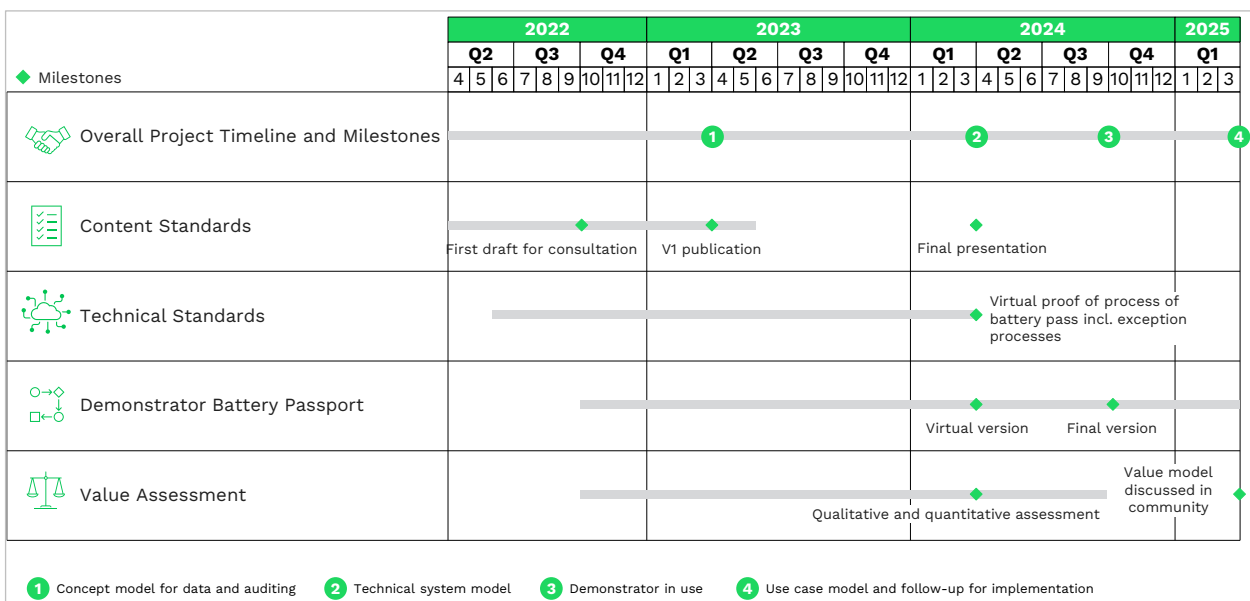 2022 2023 2024 2025
Q2 Q3 Q4 Q1 Q2 Q3 Q4 Q1 Q2 Q3 Q4 Q1
Milestones
4 5 6 7 8 9 10 11 12 1 2 3 4 5 6 7 8 9 10 11 12 1 2 3 4 5 6 7 8 9 10 11 12 1 2 3
Overall Project Timeline and Milestones
1 2 3 4
Content Standards
First draft for consultation
V1 publication
Final presentation
Technical Standards
Virtual proof of process of
battery pass incl. exception
processes
Demonstrator Battery Passport
Virtual version
Final version
Value Assessment
Qualitative and quantitative assessment
Value model
discussed in
community
1 Concept model for data and auditing 2 Technical system model 3 Demonstrator in use 4 Use case model and follow-up for implementation